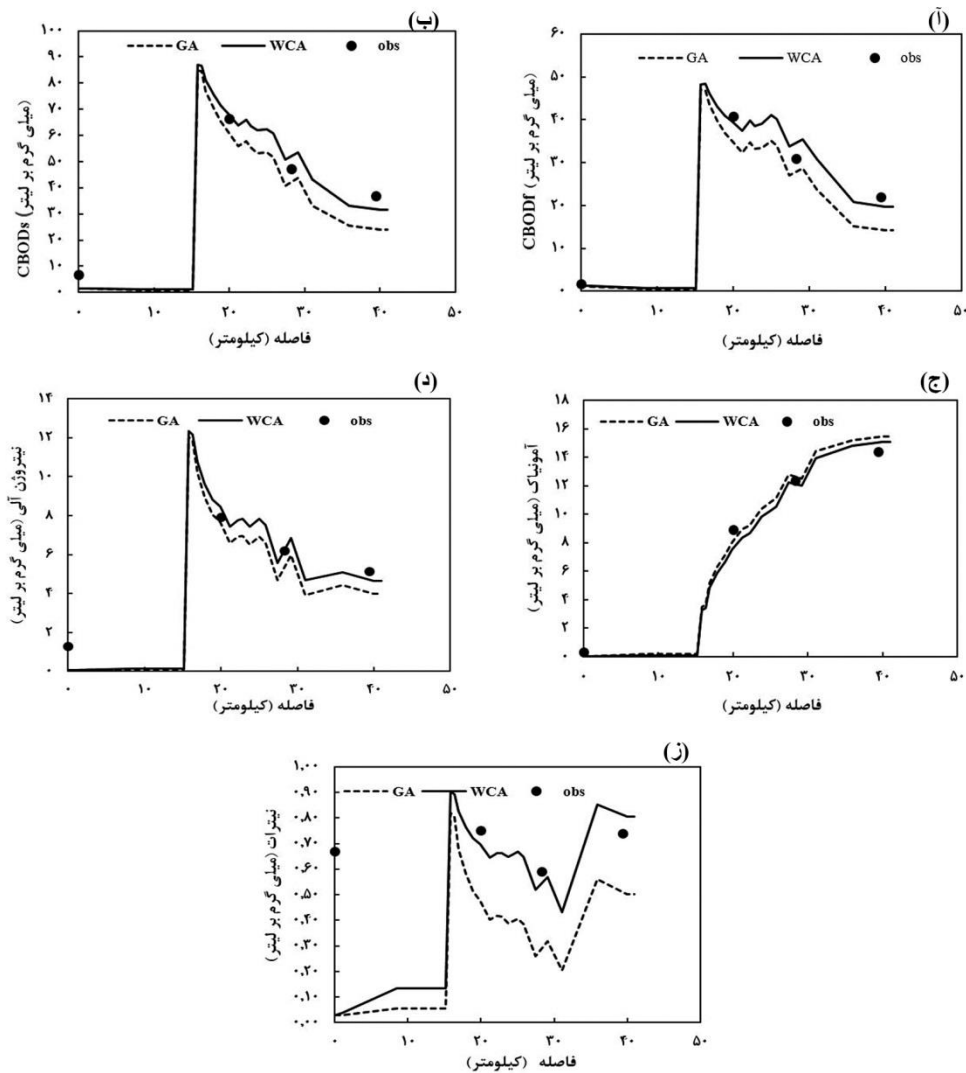 (آ)
GA WCA obs
CBODf (میلی گرم بر لیتر)
۶۰
۵۰
۴۰
۳۰
۲۰
۱۰
۰
۰ ۱۰ ۲۰ ۳۰ ۴۰ ۵۰
فاصله (کیلومتر)
(ب)
GA WCA obs
CBODs (میلی گرم بر لیتر)
۱۰۰
۹۰
۸۰
۷۰
۶۰
۵۰
۴۰
۳۰
۲۰
۱۰
۰
۰ ۱۰ ۲۰ ۳۰ ۴۰ ۵۰
فاصله (کیلومتر)
(ج)
GA WCA obs
آمونیاک (میلی گرم بر لیتر)
۱۸
۱۶
۱۴
۱۲
۱۰
۸
۶
۴
۲
۰
۰ ۱۰ ۲۰ ۳۰ ۴۰ ۵۰
فاصله (کیلومتر)
(د)
GA WCA obs
نیتروژن آلی (میلی گرم بر لیتر)
۱۴
۱۲
۱۰
۸
۶
۴
۲
۰
۰ ۱۰ ۲۰ ۳۰ ۴۰ ۵۰
فاصله (کیلومتر)
(ز)
GA WCA obs
نیترات (میلی گرم بر لیتر)
۱,۰۰
۰,۹۰
۰,۸۰
۰,۷۰
۰,۶۰
۰,۵۰
۰,۴۰
۰,۳۰
۰,۲۰
۰,۱۰
۰,۰۰
۰ ۱۰ ۲۰ ۳۰ ۴۰ ۵۰
فاصله (کیلومتر)